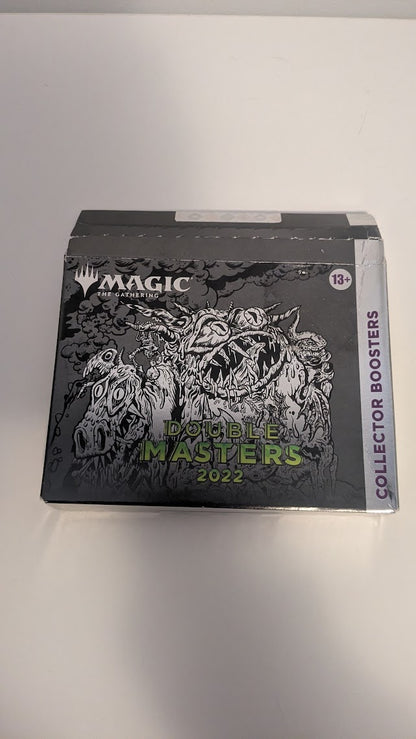 MAGIC
THE GATHERING
13+
DOUBLE
MASTERS
2022
COLLECTOR BOOSTERS